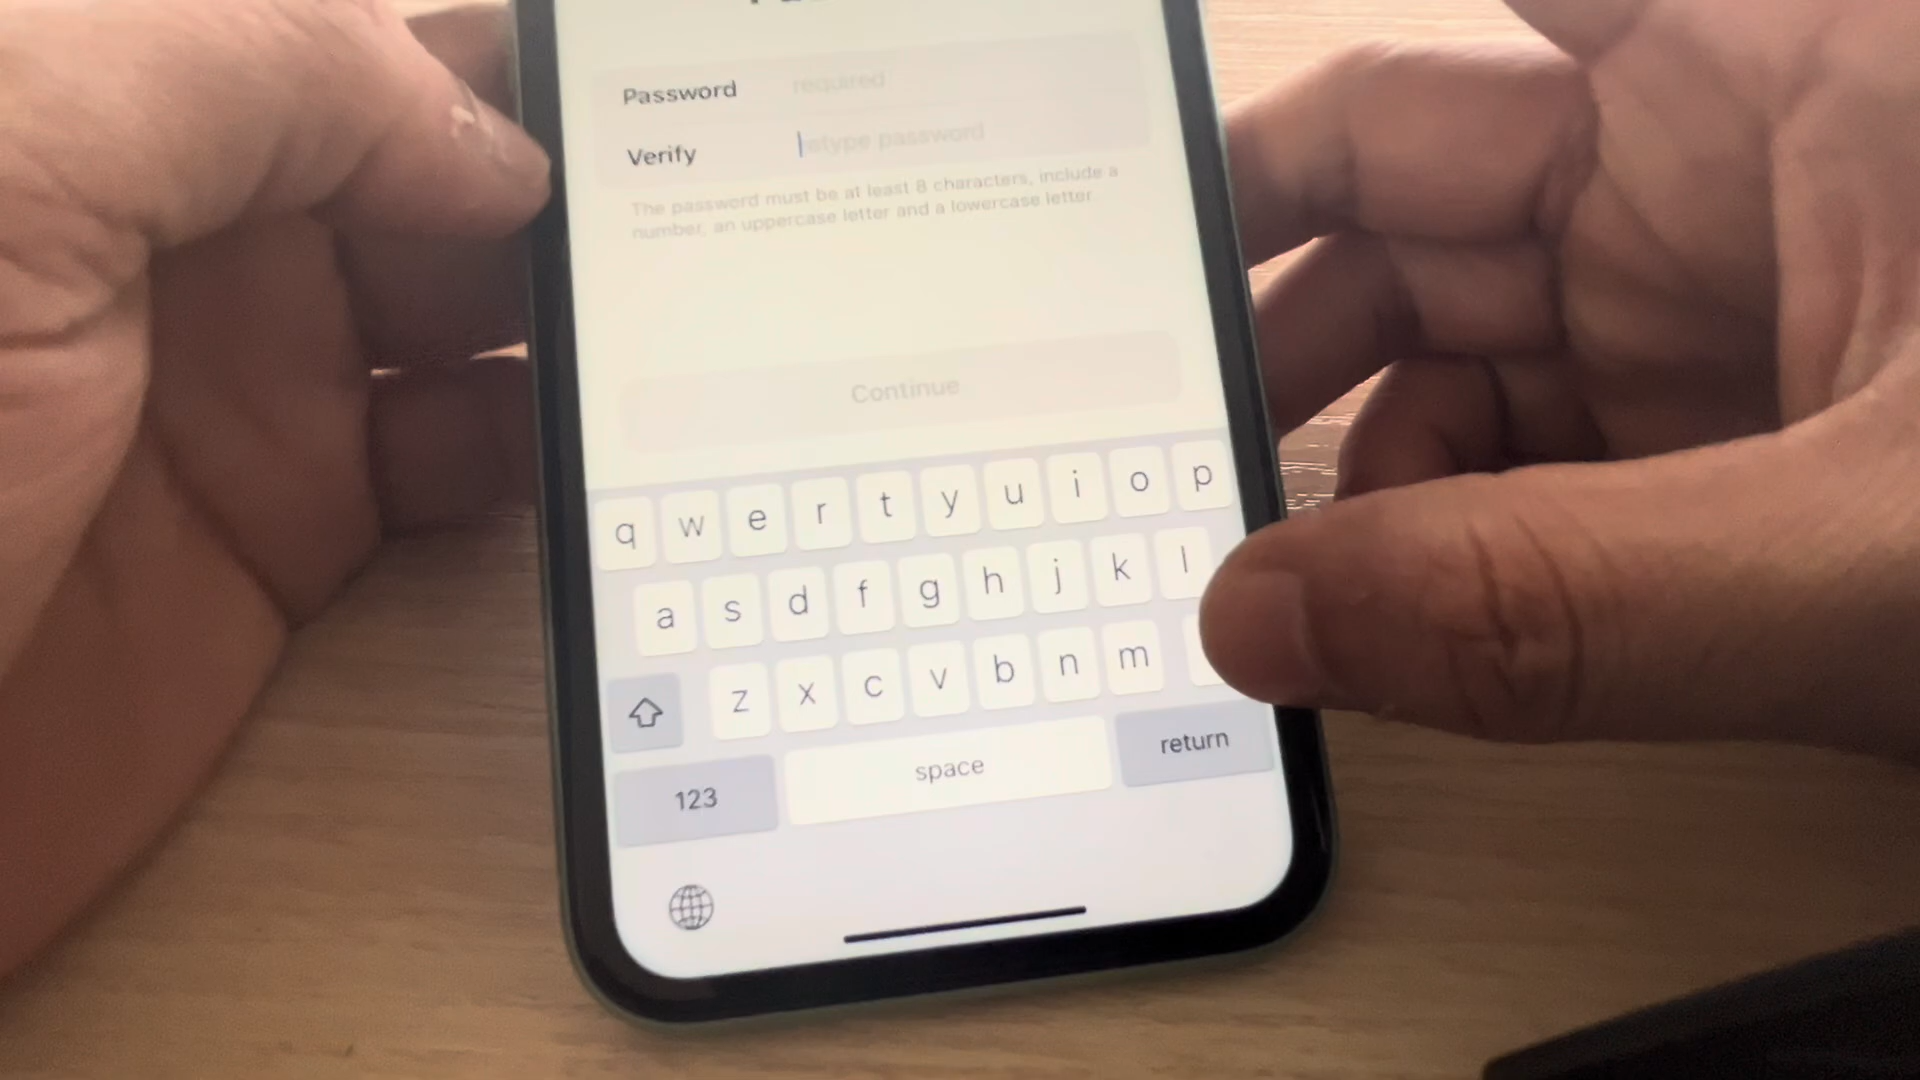 Password required
Verify retype password
The password must be at least 8 characters, include a
number, an uppercase letter and a lowercase letter.
Continue
q w e r t y u i o p
a s d f g h j k l
z x c v b n m
123 space return